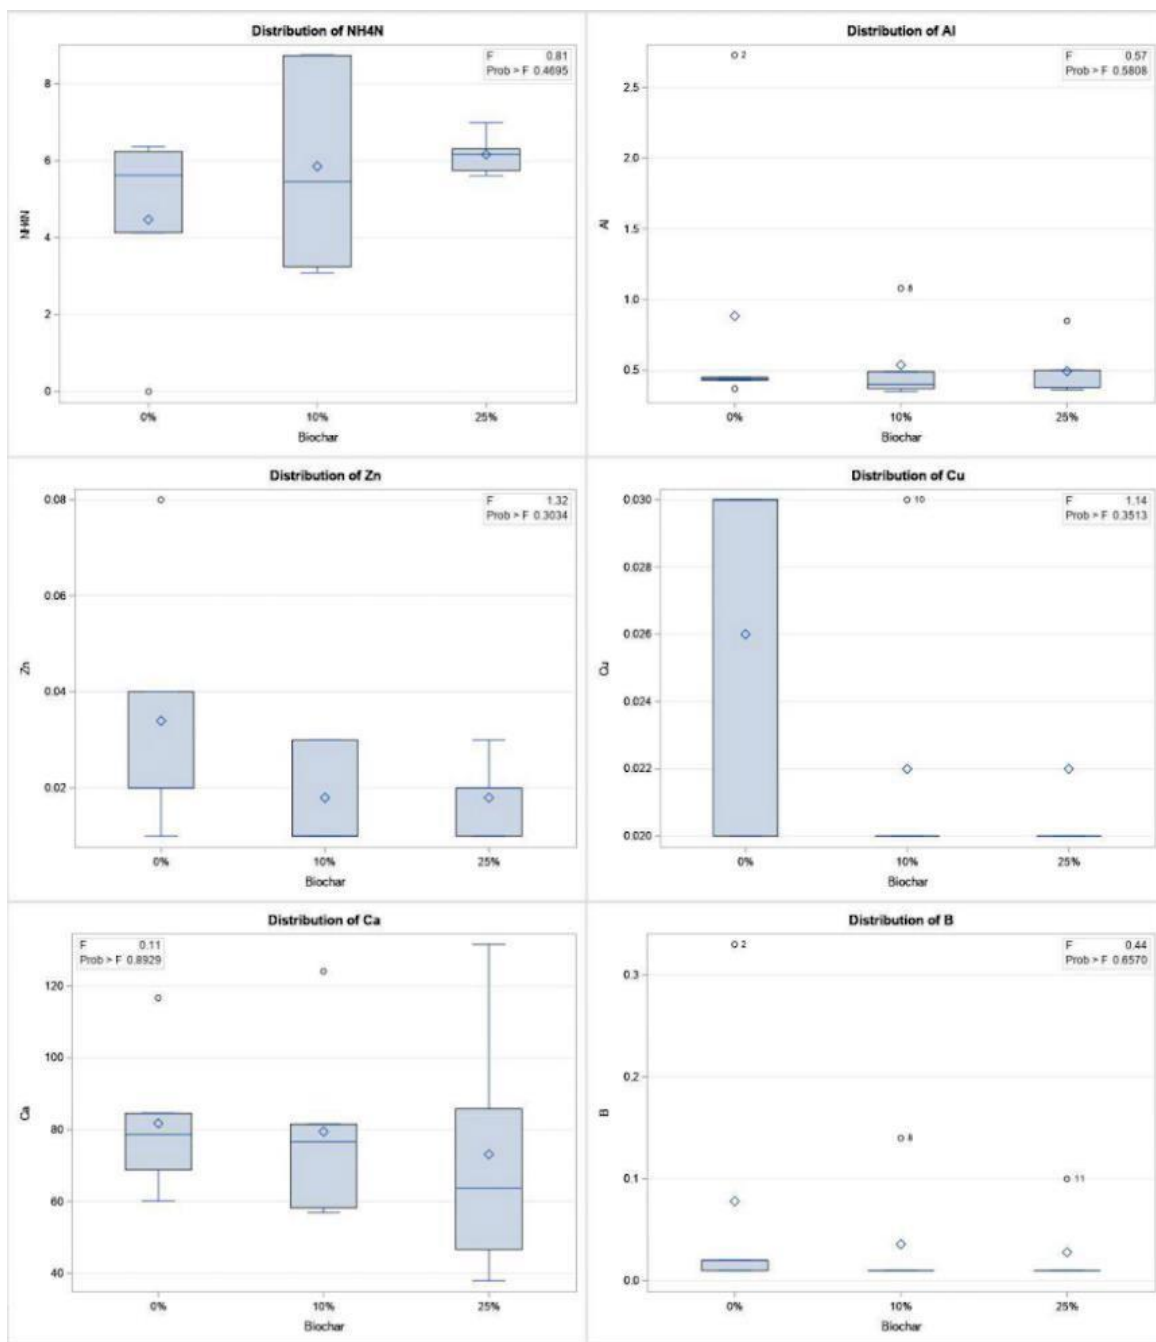 Distribution of NH4N
F 0.81
Prob > F 0.4695
NH4N
8
6
4
2
0
0% 10% 25%
Biochar
Distribution of Al
2
F 0.57
Prob > F 0.5808
Al
2.5
2.0
1.5
1.0
0.5
8
0% 10% 25%
Biochar
Distribution of Zn
F 1.32
Prob > F 0.3034
Zn
0.08
0.06
0.04
0.02
0% 10% 25%
Biochar
Distribution of Cu
10
F 1.14
Prob > F 0.3513
Cu
0.030
0.028
0.026
0.024
0.022
0.020
0% 10% 25%
Biochar
Distribution of Ca
F 0.11
Prob > F 0.8929
Ca
120
100
80
60
40
0% 10% 25%
Biochar
Distribution of B
2
F 0.44
Prob > F 0.6570
B
0.3
0.2
0.1
0.0
8
11
0% 10% 25%
Biochar